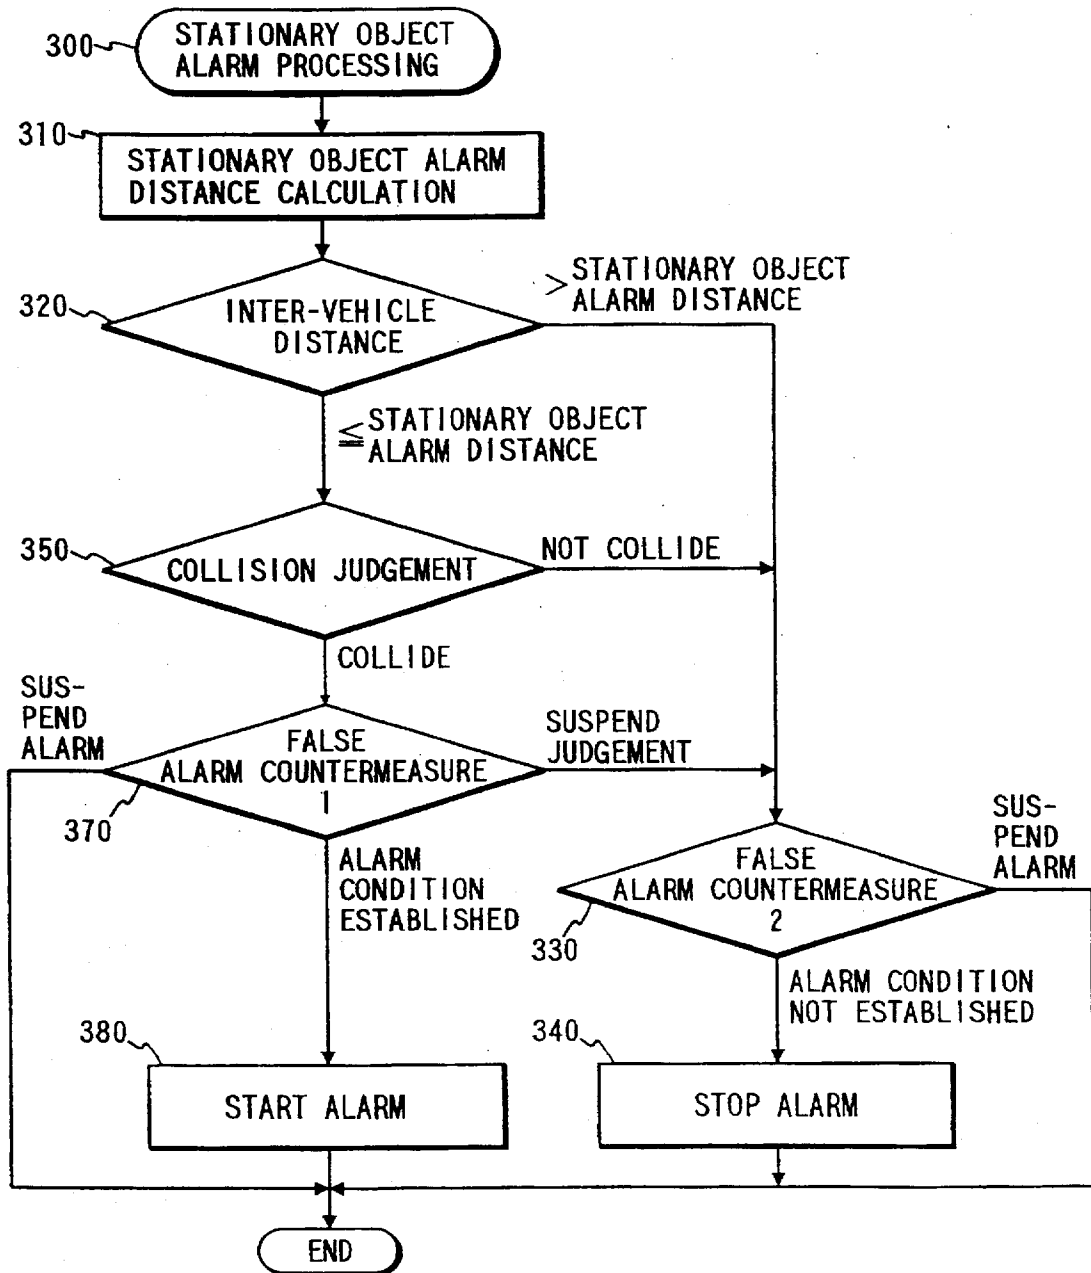 300
STATIONARY OBJECT
ALARM PROCESSING
310
STATIONARY OBJECT ALARM
DISTANCE CALCULATION
320
INTER-VEHICLE
DISTANCE
> STATIONARY OBJECT
ALARM DISTANCE
≦ STATIONARY OBJECT
ALARM DISTANCE
350
COLLISION JUDGEMENT
NOT COLLIDE
COLLIDE
SUS-
PEND
ALARM
FALSE
ALARM COUNTERMEASURE
1
370
SUSPEND
JUDGEMENT
ALARM
CONDITION
ESTABLISHED
FALSE
ALARM COUNTERMEASURE
2
330
SUS-
PEND
ALARM
ALARM CONDITION
NOT ESTABLISHED
380
START ALARM
340
STOP ALARM
END